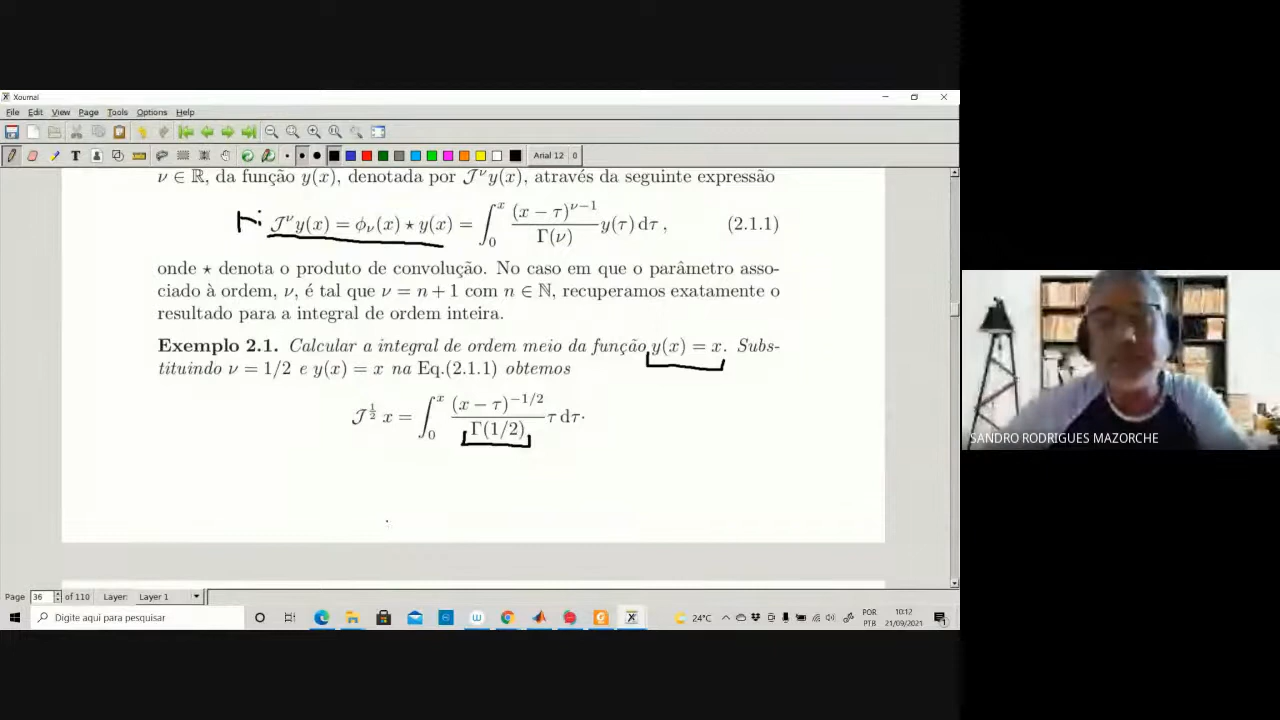 Xournal
File Edit View Page Tools Options Help
Arial 12 0
ν ∈ ℝ, da função y(x), denotada por 𝒥^ν y(x), através da seguinte expressão
𝒥^ν y(x) = ϕ_ν(x) ⋆ y(x) = ∫_0^x (x − τ)^{ν−1} / Γ(ν) y(τ) dτ , (2.1.1)
onde ⋆ denota o produto de convolução. No caso em que o parâmetro asso-
ciado à ordem, ν, é tal que ν = n + 1 com n ∈ ℕ, recuperamos exatamente o
resultado para a integral de ordem inteira.
Exemplo 2.1. Calcular a integral de ordem meio da função y(x) = x. Subs-
tituindo ν = 1/2 e y(x) = x na Eq.(2.1.1) obtemos
𝒥^{1/2} x = ∫_0^x (x − τ)^{−1/2} / Γ(1/2) τ dτ·
SANDRO RODRIGUES MAZORCHE
Page 36 of 110 Layer: Layer 1
Digite aqui para pesquisar
24°C
POR
PTB
10:12
21/09/2021